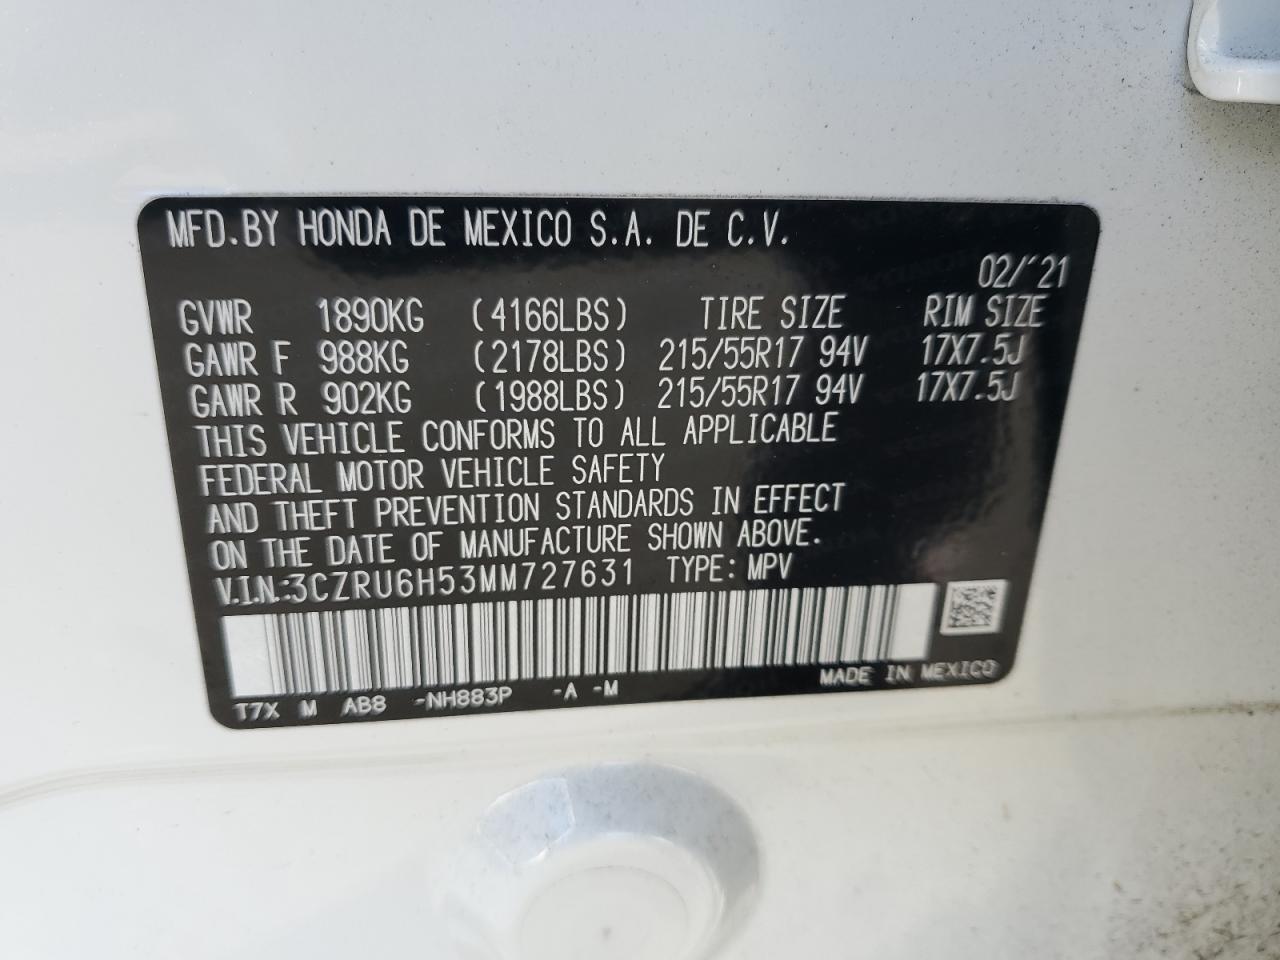 MFD.BY HONDA DE MEXICO S.A. DE C.V.
02/'21
GVWR 1890KG (4166LBS) TIRE SIZE RIM SIZE
GAWR F 988KG (2178LBS) 215/55R17 94V 17X7.5J
GAWR R 902KG (1988LBS) 215/55R17 94V 17X7.5J
THIS VEHICLE CONFORMS TO ALL APPLICABLE
FEDERAL MOTOR VEHICLE SAFETY
AND THEFT PREVENTION STANDARDS IN EFFECT
ON THE DATE OF MANUFACTURE SHOWN ABOVE.
V.I.N.:3CZRU6H53MM727631 TYPE: MPV
MADE IN MEXICO
T7X M AB8 -NH883P -A -M